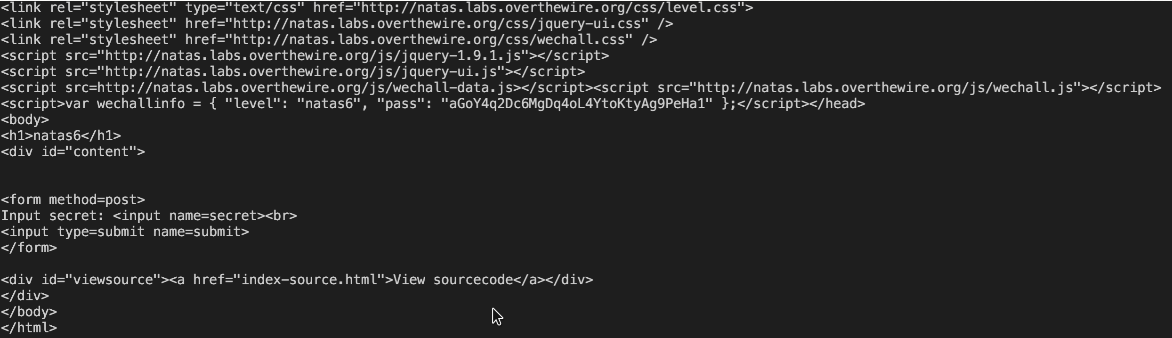 <link rel="stylesheet" type="text/css" href="http://natas.labs.overthewire.org/css/level.css">
<link rel="stylesheet" href="http://natas.labs.overthewire.org/css/jquery-ui.css" />
<link rel="stylesheet" href="http://natas.labs.overthewire.org/css/wechall.css" />
<script src="http://natas.labs.overthewire.org/js/jquery-1.9.1.js"></script>
<script src="http://natas.labs.overthewire.org/js/jquery-ui.js"></script>
<script src=http://natas.labs.overthewire.org/js/wechall-data.js></script><script src="http://natas.labs.overthewire.org/js/wechall.js"></script>
<script>var wechallinfo = { "level": "natas6", "pass": "aGoY4q2Dc6MgDq4oL4YtoKtyAg9PeHa1" };</script></head>
<body>
<h1>natas6</h1>
<div id="content">
<form method=post>
Input secret: <input name=secret><br>
<input type=submit name=submit>
</form>
<div id="viewsource"><a href="index-source.html">View sourcecode</a></div>
</div>
</body>
</html>